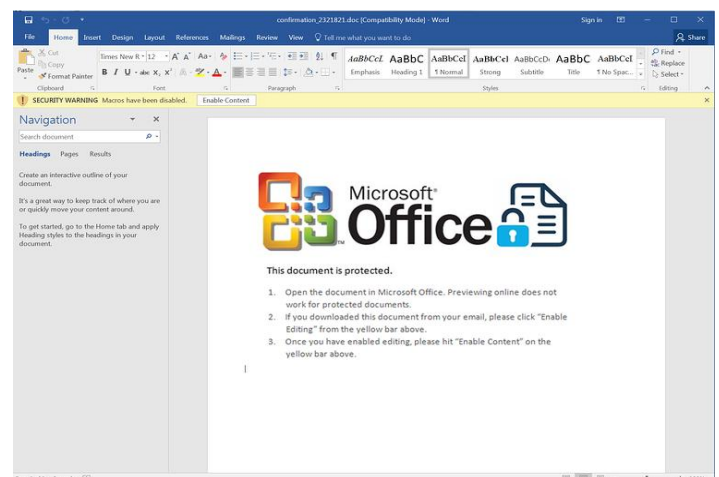 confirmation_2321821.doc [Compatibility Mode] - Word
Sign in
File Home Insert Design Layout References Mailings Review View Tell me what you want to do
Share
Cut
Copy
Format Painter
Paste
Clipboard
Times New R 12 A A Aa
B I U abc X₂ X²
Font
Paragraph
AaBbCcL AaBbC AaBbCcI AaBbCcI AaBbCcD AaBbC AaBbCcI
Emphasis Heading 1 ¶ Normal Strong Subtitle Title ¶ No Spac...
Styles
Find
Replace
Select
Editing
SECURITY WARNING Macros have been disabled. Enable Content
Navigation
Search document
Headings Pages Results
Create an interactive outline of your
document.
It's a great way to keep track of where you are
or quickly move your content around.
To get started, go to the Home tab and apply
Heading styles to the headings in your
document.
Microsoft®
Office
TM
This document is protected.
1. Open the document in Microsoft Office. Previewing online does not
work for protected documents.
2. If you downloaded this document from your email, please click "Enable
Editing" from the yellow bar above.
3. Once you have enabled editing, please hit "Enable Content" on the
yellow bar above.